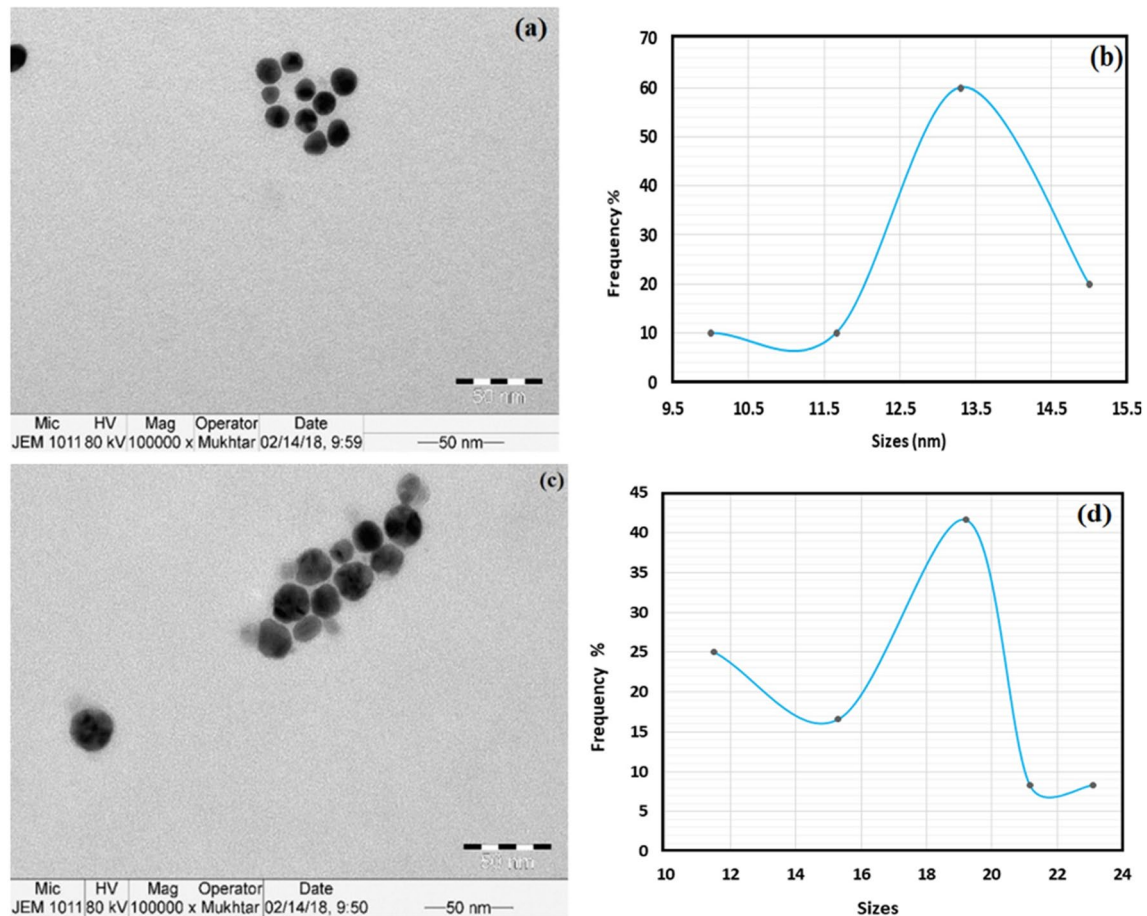 (a)
50 nm
Mic HV Mag Operator Date
JEM 1011 80 kV 100000 x Mukhtar 02/14/18, 9:59 50 nm
(b)
70
60
50
40
30
20
10
0
Frequency %
9.5 10.5 11.5 12.5 13.5 14.5 15.5
Sizes (nm)
(c)
50 nm
Mic HV Mag Operator Date
JEM 1011 80 kV 100000 x Mukhtar 02/14/18, 9:50 50 nm
(d)
45
40
35
30
25
20
15
10
5
0
Frequency %
10 12 14 16 18 20 22 24
Sizes